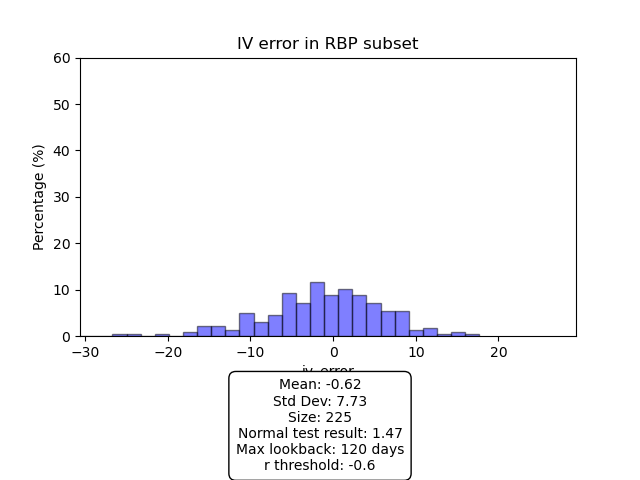 IV error in RBP subset
60
50
40
30
20
10
0
Percentage (%)
−30
−20
−10
0
10
20
iv_error
Mean: -0.62
Std Dev: 7.73
Size: 225
Normal test result: 1.47
Max lookback: 120 days
r threshold: -0.6